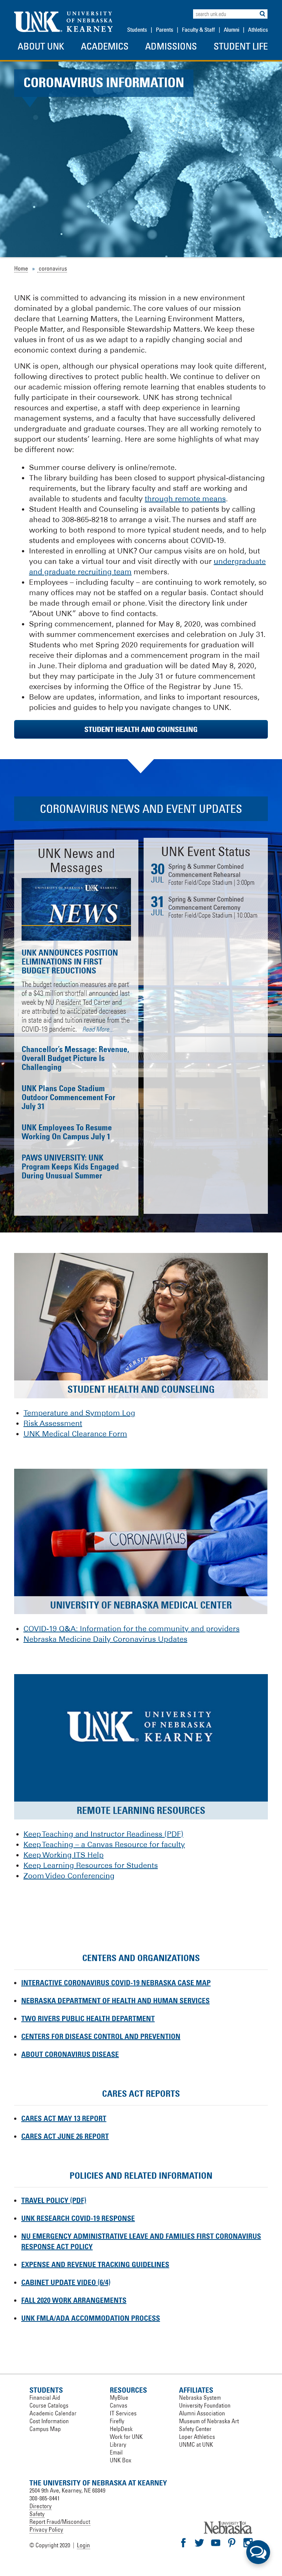 UNK UNIVERSITY OF NEBRASKA KEARNEY
search unk.edu
Students | Parents | Faculty & Staff | Alumni | Athletics
ABOUT UNK ACADEMICS ADMISSIONS STUDENT LIFE
CORONAVIRUS INFORMATION
Home » coronavirus
UNK is committed to advancing its mission in a new environment
dominated by a global pandemic. The core values of our mission
declare that Learning Matters, the Learning Environment Matters,
People Matter, and Responsible Stewardship Matters. We keep these
values in front of us as we adapt to a rapidly changing social and
economic environment during a pandemic.
UNK is open, although our physical operations may look quite different,
following directives to protect public health. We continue to deliver on
our academic mission offering remote learning that enables students to
fully participate in their coursework. UNK has strong technical
resources and expertise, a staff with deep experience in learning
management systems, and a faculty that have successfully taught online
undergraduate and graduate courses. They are all working remotely to
support our students' learning. Here are some highlights of what may
be different now:
Summer course delivery is online/remote.
The library building has been closed to support physical-distancing
requirements, but the library faculty and staff are working and
available to students and faculty through remote means.
Student Health and Counseling is available to patients by calling
ahead to 308-865-8218 to arrange a visit. The nurses and staff are
working to respond to more typical student needs, as well as help
students with concerns about COVID-19.
Interested in enrolling at UNK? Our campus visits are on hold, but
you can take virtual tours and visit directly with our undergraduate
and graduate recruiting team members.
Employees – including faculty – are continuing to work remotely, so
many offices may look closed, but we are available. Contact should
be made through email or phone. View the directory link under
"About UNK" above to find contacts.
Spring commencement, planned for May 8, 2020, was combined
with summer exercises and set for an in-person celebration on July 31.
Students who met Spring 2020 requirements for graduation will
receive their diplomas and a commencement program in the mail
in June. Their official date of graduation will be dated May 8, 2020,
but they may participate in the July 31 or future commencement
exercises by informing the Office of the Registrar by June 15.
Below are updates, information, and links to important resources,
policies and guides to help you navigate changes to UNK.
STUDENT HEALTH AND COUNSELING
CORONAVIRUS NEWS AND EVENT UPDATES
UNK News and
Messages
UNIVERSITY OF NEBRASKA KEARNEY UNK
NEWS
UNK ANNOUNCES POSITION
ELIMINATIONS IN FIRST
BUDGET REDUCTIONS
The budget reduction measures are part
of a $43 million shortfall announced last
week by NU President Ted Carter and
are attributed to anticipated decreases
in state aid and tuition revenue from the
COVID-19 pandemic. Read More...
Chancellor's Message: Revenue,
Overall Budget Picture Is
Challenging
UNK Plans Cope Stadium
Outdoor Commencement For
July 31
UNK Employees To Resume
Working On Campus July 1
PAWS UNIVERSITY: UNK
Program Keeps Kids Engaged
During Unusual Summer
UNK Event Status
30 JUL
Spring & Summer Combined
Commencement Rehearsal
Foster Field/Cope Stadium | 3:00pm
31 JUL
Spring & Summer Combined
Commencement Ceremony
Foster Field/Cope Stadium | 10:00am
STUDENT HEALTH AND COUNSELING
Temperature and Symptom Log
Risk Assessment
UNK Medical Clearance Form
CORONAVIRUS
UNIVERSITY OF NEBRASKA MEDICAL CENTER
COVID-19 Q&A: Information for the community and providers
Nebraska Medicine Daily Coronavirus Updates
UNK UNIVERSITY OF NEBRASKA KEARNEY
REMOTE LEARNING RESOURCES
Keep Teaching and Instructor Readiness (PDF)
Keep Teaching – a Canvas Resource for faculty
Keep Working ITS Help
Keep Learning Resources for Students
Zoom Video Conferencing
CENTERS AND ORGANIZATIONS
INTERACTIVE CORONAVIRUS COVID-19 NEBRASKA CASE MAP
NEBRASKA DEPARTMENT OF HEALTH AND HUMAN SERVICES
TWO RIVERS PUBLIC HEALTH DEPARTMENT
CENTERS FOR DISEASE CONTROL AND PREVENTION
ABOUT CORONAVIRUS DISEASE
CARES ACT REPORTS
CARES ACT MAY 13 REPORT
CARES ACT JUNE 26 REPORT
POLICIES AND RELATED INFORMATION
TRAVEL POLICY (PDF)
UNK RESEARCH COVID-19 RESPONSE
NU EMERGENCY ADMINISTRATIVE LEAVE AND FAMILIES FIRST CORONAVIRUS
RESPONSE ACT POLICY
EXPENSE AND REVENUE TRACKING GUIDELINES
CABINET UPDATE VIDEO (6/4)
FALL 2020 WORK ARRANGEMENTS
UNK FMLA/ADA ACCOMMODATION PROCESS
STUDENTS
Financial Aid
Course Catalogs
Academic Calendar
Cost Information
Campus Map
RESOURCES
MyBlue
Canvas
IT Services
Firefly
HelpDesk
Work for UNK
Library
Email
UNK Box
AFFILIATES
Nebraska System
University Foundation
Alumni Association
Loper Athletics
Museum of Nebraska Art
Safety Center
UNMC at UNK
THE UNIVERSITY OF NEBRASKA AT KEARNEY
2504 9th Ave, Kearney, NE 68849
308-865-8441
Directory
Safety
Report Fraud/Misconduct
Privacy Policy
© Copyright 2020 | Login
UNIVERSITY OF
Nebraska